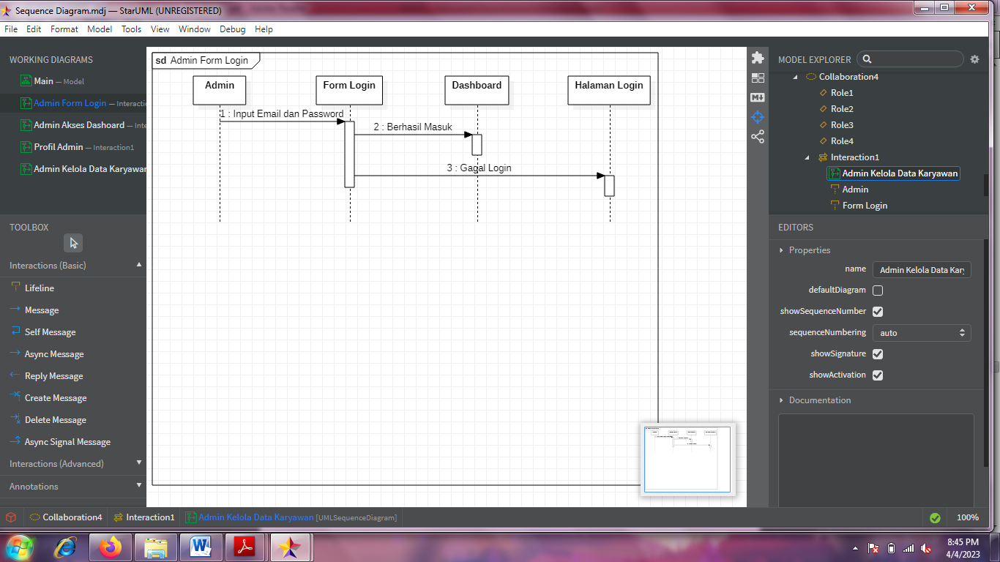 Sequence Diagram.mdj — StarUML (UNREGISTERED)
File Edit Format Model Tools View Window Debug Help
WORKING DIAGRAMS
Main — Model
Admin Form Login — Interactio
Admin Akses Dashoard — Inte
Profil Admin — Interaction1
Admin Kelola Data Karyawan
TOOLBOX
Interactions (Basic)
Lifeline
Message
Self Message
Async Message
Reply Message
Create Message
Delete Message
Async Signal Message
Interactions (Advanced)
Annotations
sd Admin Form Login
Admin
Form Login
Dashboard
Halaman Login
1 : Input Email dan Password
2 : Berhasil Masuk
3 : Gagal Login
MODEL EXPLORER
Collaboration4
Role1
Role2
Role3
Role4
Interaction1
Admin Kelola Data Karyawan
Admin
Form Login
EDITORS
Properties
name Admin Kelola Data Kary
defaultDiagram
showSequenceNumber
sequenceNumbering auto
showSignature
showActivation
Documentation
Collaboration4 Interaction1 Admin Kelola Data Karyawan [UMLSequenceDiagram] 100%
8:45 PM
4/4/2023